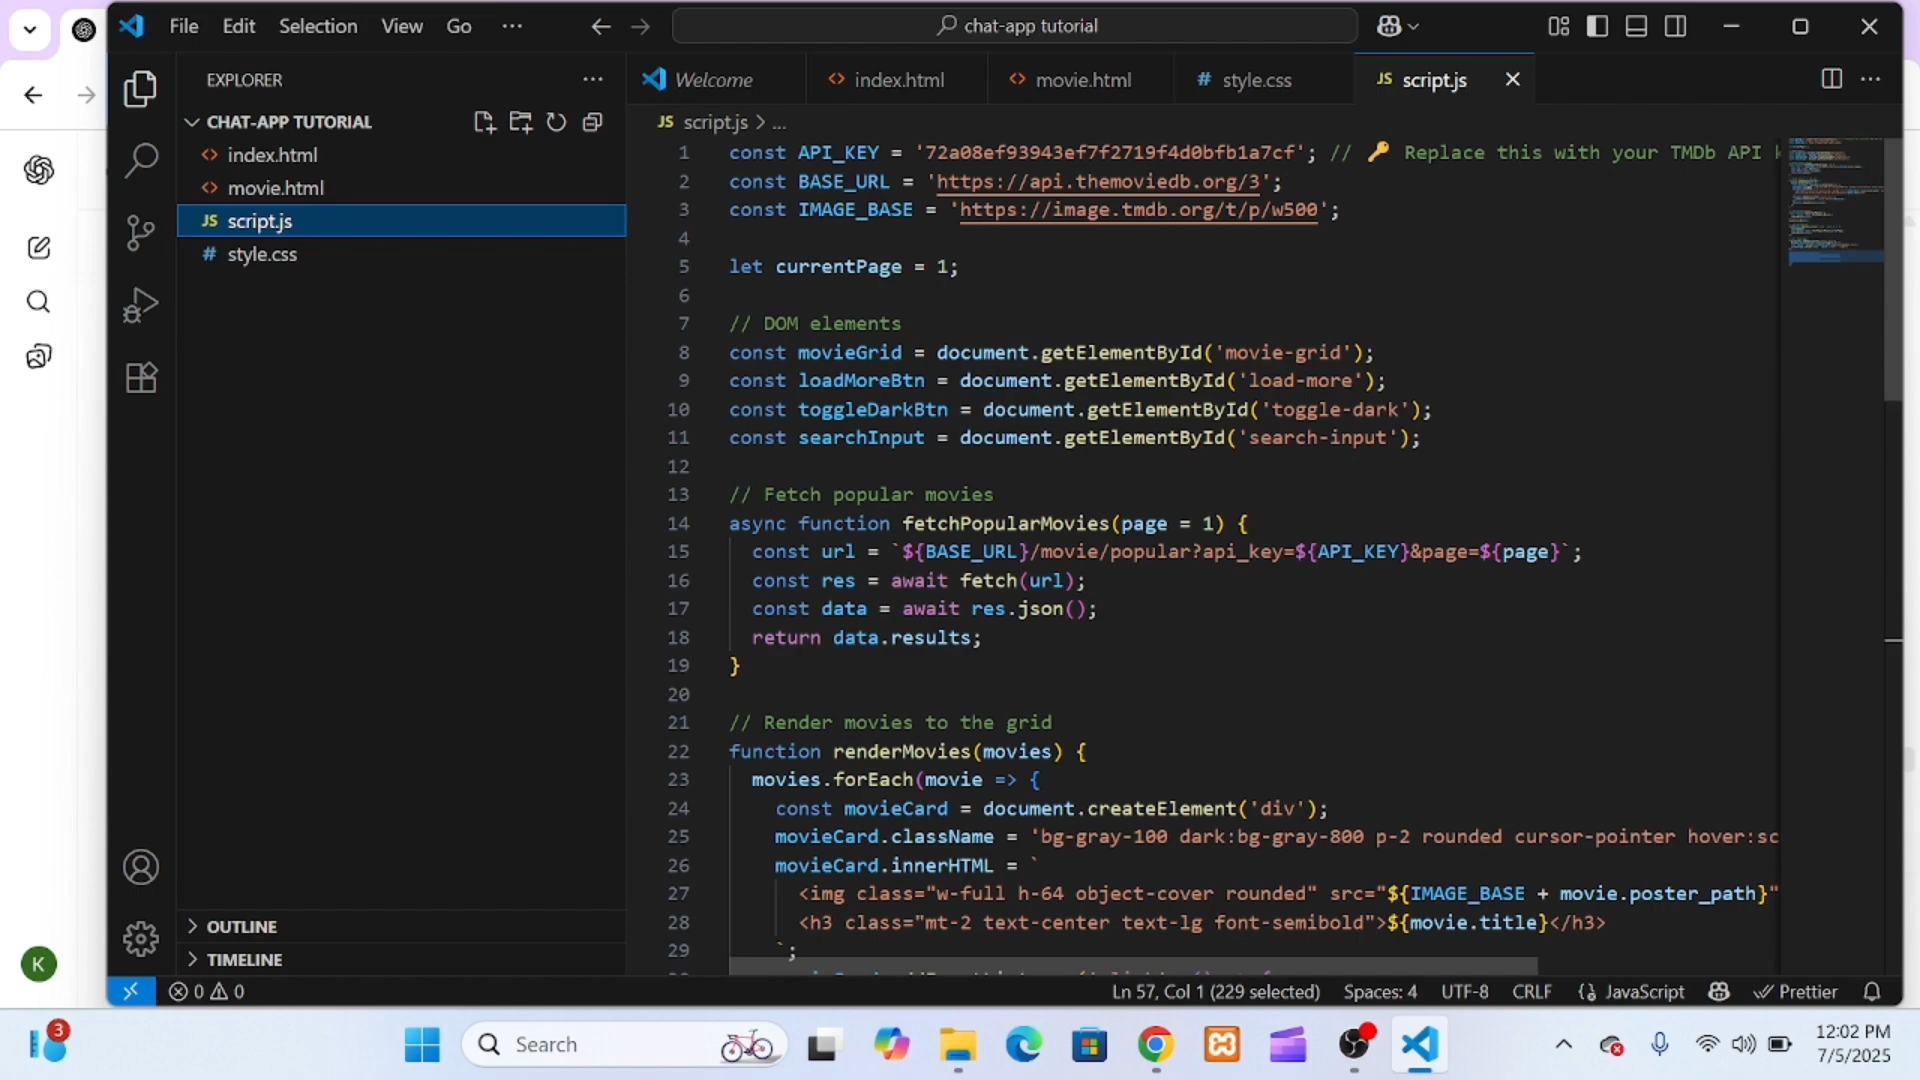 File Edit Selection View Go ··· chat-app tutorial
EXPLORER ···
CHAT-APP TUTORIAL
index.html
movie.html
JS script.js
# style.css
OUTLINE
TIMELINE
Welcome index.html movie.html # style.css JS script.js
JS script.js > ...
1 const API_KEY = '72a08ef93943ef7f2719f4d0bfb1a7cf'; // 🔑 Replace this with your TMDb API
2 const BASE_URL = 'https://api.themoviedb.org/3';
3 const IMAGE_BASE = 'https://image.tmdb.org/t/p/w500';
4
5 let currentPage = 1;
6
7 // DOM elements
8 const movieGrid = document.getElementById('movie-grid');
9 const loadMoreBtn = document.getElementById('load-more');
10 const toggleDarkBtn = document.getElementById('toggle-dark');
11 const searchInput = document.getElementById('search-input');
12
13 // Fetch popular movies
14 async function fetchPopularMovies(page = 1) {
15 const url = `${BASE_URL}/movie/popular?api_key=${API_KEY}&page=${page}`;
16 const res = await fetch(url);
17 const data = await res.json();
18 return data.results;
19 }
20
21 // Render movies to the grid
22 function renderMovies(movies) {
23 movies.forEach(movie => {
24 const movieCard = document.createElement('div');
25 movieCard.className = 'bg-gray-100 dark:bg-gray-800 p-2 rounded cursor-pointer hover:sc
26 movieCard.innerHTML = `
27 <img class="w-full h-64 object-cover rounded" src="${IMAGE_BASE + movie.poster_path}"
28 <h3 class="mt-2 text-center text-lg font-semibold">${movie.title}</h3>
29 `;
0 0 Ln 57, Col 1 (229 selected) Spaces: 4 UTF-8 CRLF {} JavaScript Prettier
K
3 Search 12:02 PM
7/5/2025